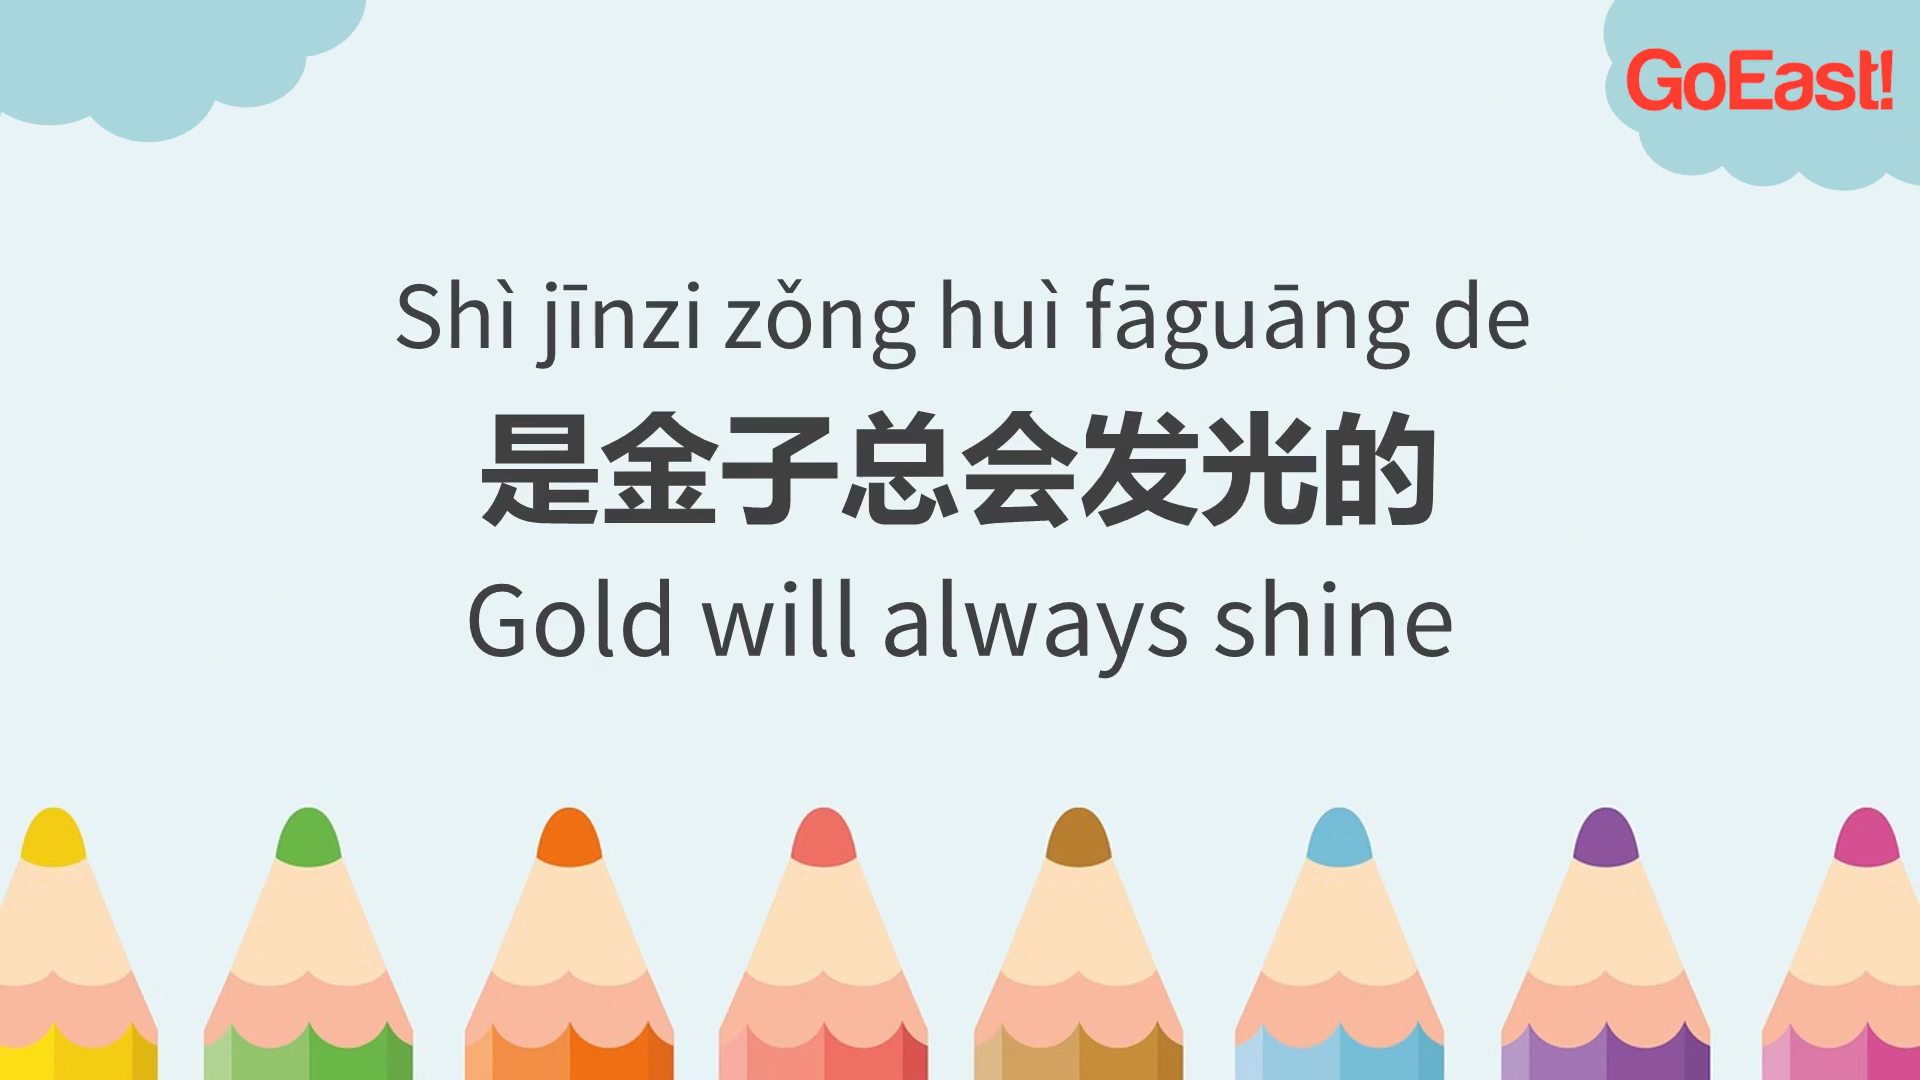 GoEast!
Shì jīnzi zǒng huì fāguāng de
是金子总会发光的
Gold will always shine